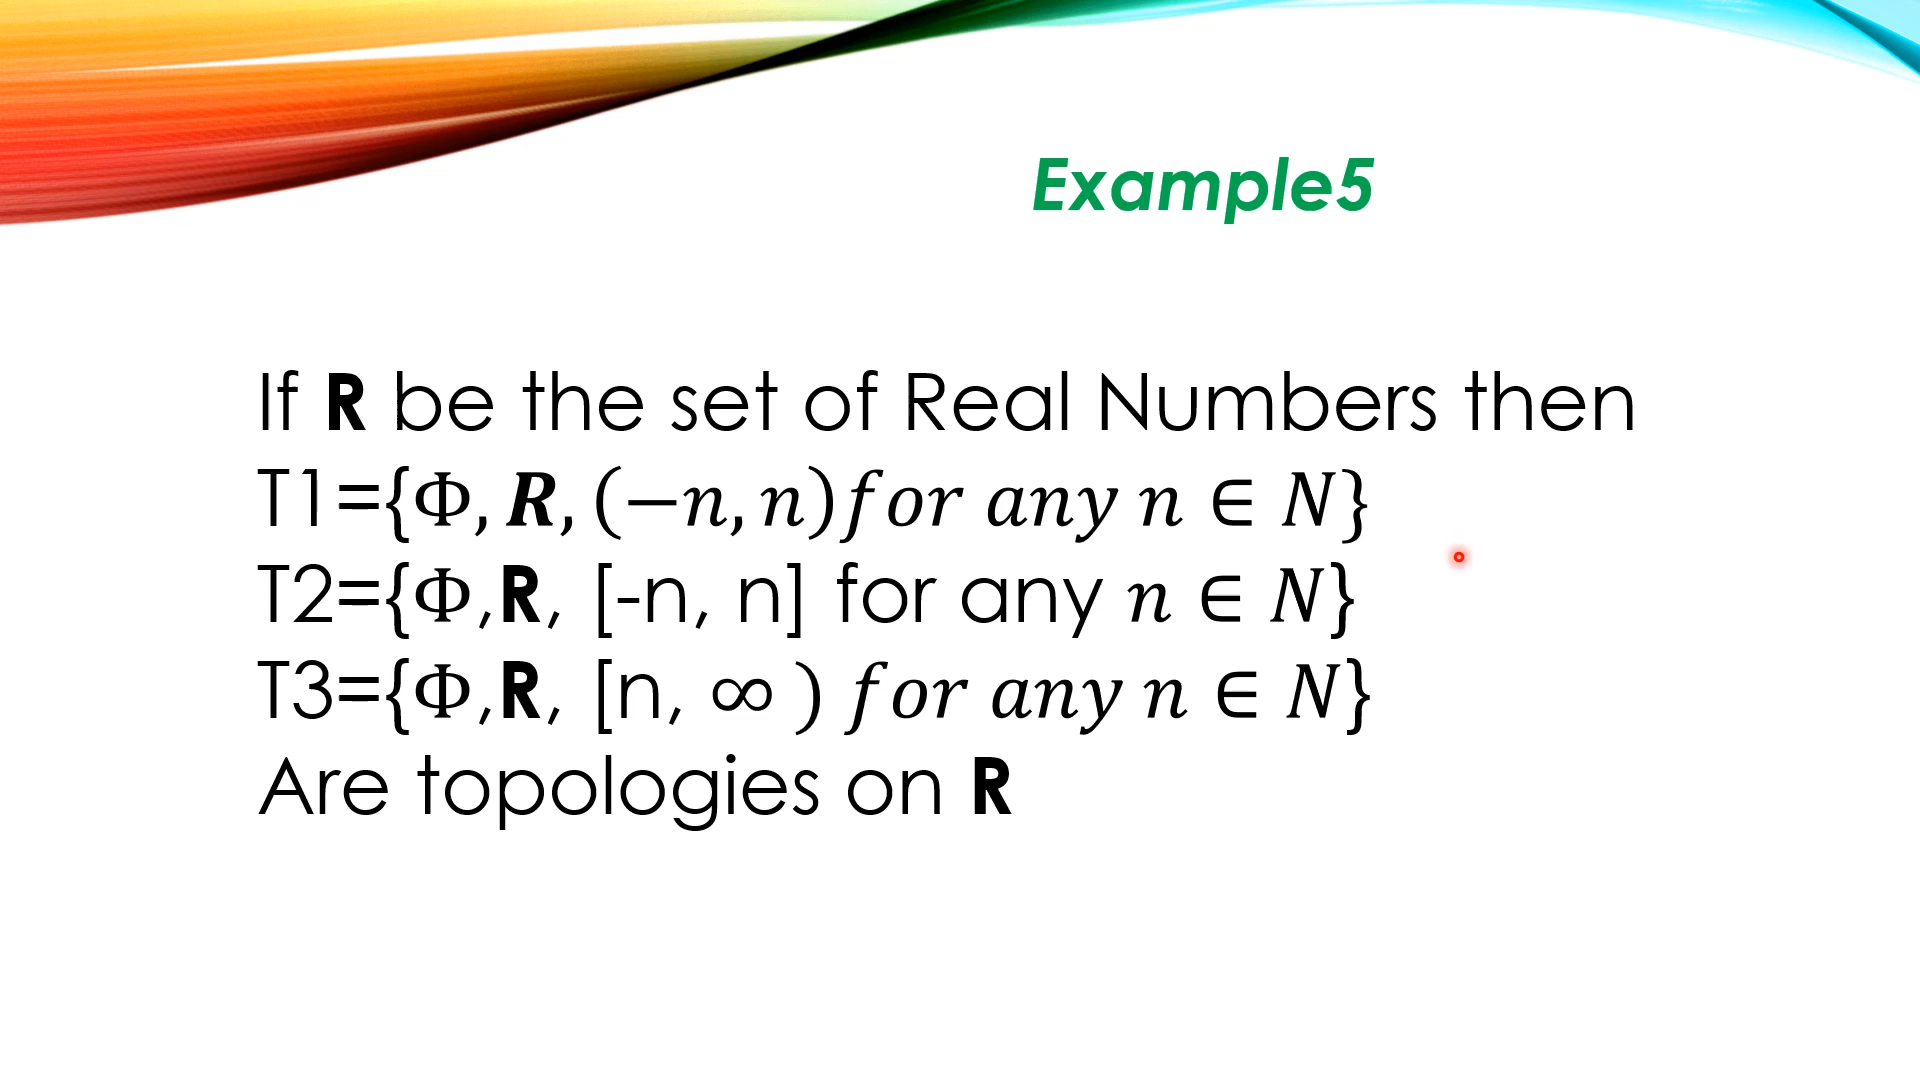 Example5
If R be the set of Real Numbers then
T1={Φ, R, (−n, n)for any n ∈ N}
T2={Φ,R, [-n, n] for any n ∈ N}
T3={Φ,R, [n, ∞ ) for any n ∈ N}
Are topologies on R